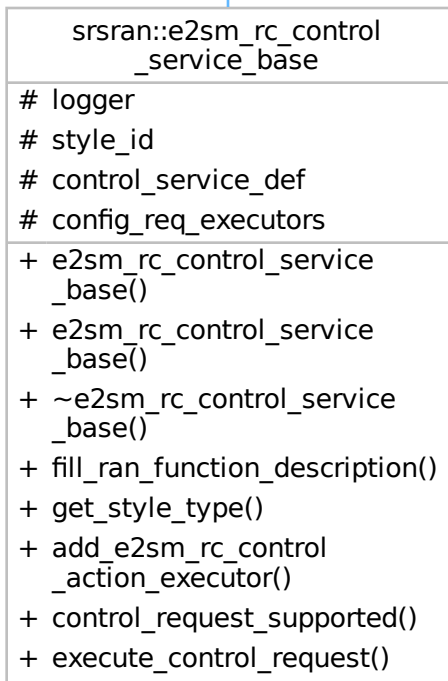 srsran::e2sm_rc_control
_service_base
# logger
# style_id
# control_service_def
# config_req_executors
+ e2sm_rc_control_service
_base()
+ e2sm_rc_control_service
_base()
+ ~e2sm_rc_control_service
_base()
+ fill_ran_function_description()
+ get_style_type()
+ add_e2sm_rc_control
_action_executor()
+ control_request_supported()
+ execute_control_request()